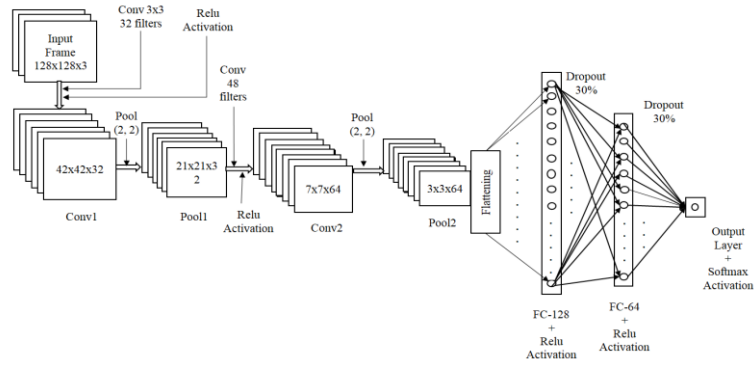 Conv 3x3
32 filters
Relu
Activation
Input
Frame
128x128x3
Conv
48
filters
Pool
(2, 2)
Pool
(2, 2)
42x42x32
Conv1
21x21x3
2
Pool1
Relu
Activation
7x7x64
Conv2
3x3x64
Pool2
Flattening
Dropout
30%
Dropout
30%
FC-128
+
Relu
Activation
FC-64
+
Relu
Activation
Output
Layer
+
Softmax
Activation